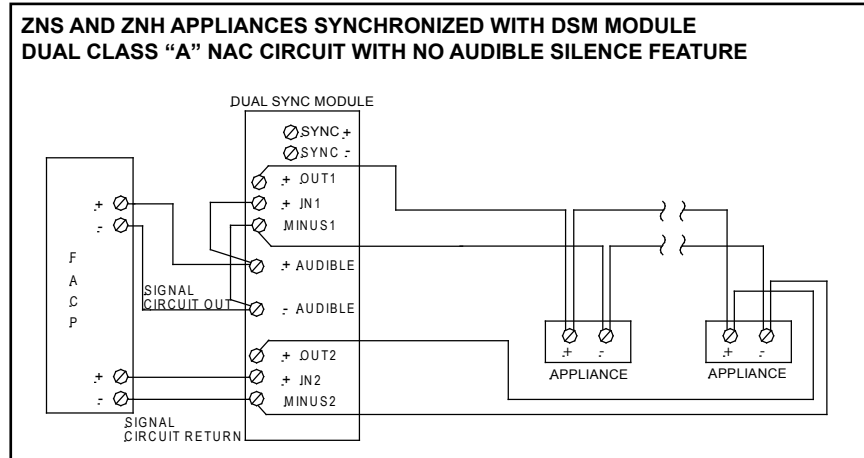 ZNS AND ZNH APPLIANCES SYNCHRONIZED WITH DSM MODULE
DUAL CLASS “A” NAC CIRCUIT WITH NO AUDIBLE SILENCE FEATURE
DUAL SYNC MODULE
SYNC +
SYNC -
+ OUT1
+ IN1
MINUS1
+ AUDIBLE
- AUDIBLE
+ OUT2
+ IN2
MINUS2
+
-
FACP
+
-
SIGNAL
CIRCUIT OUT
SIGNAL
CIRCUIT RETURN
+ -
APPLIANCE
+ -
APPLIANCE